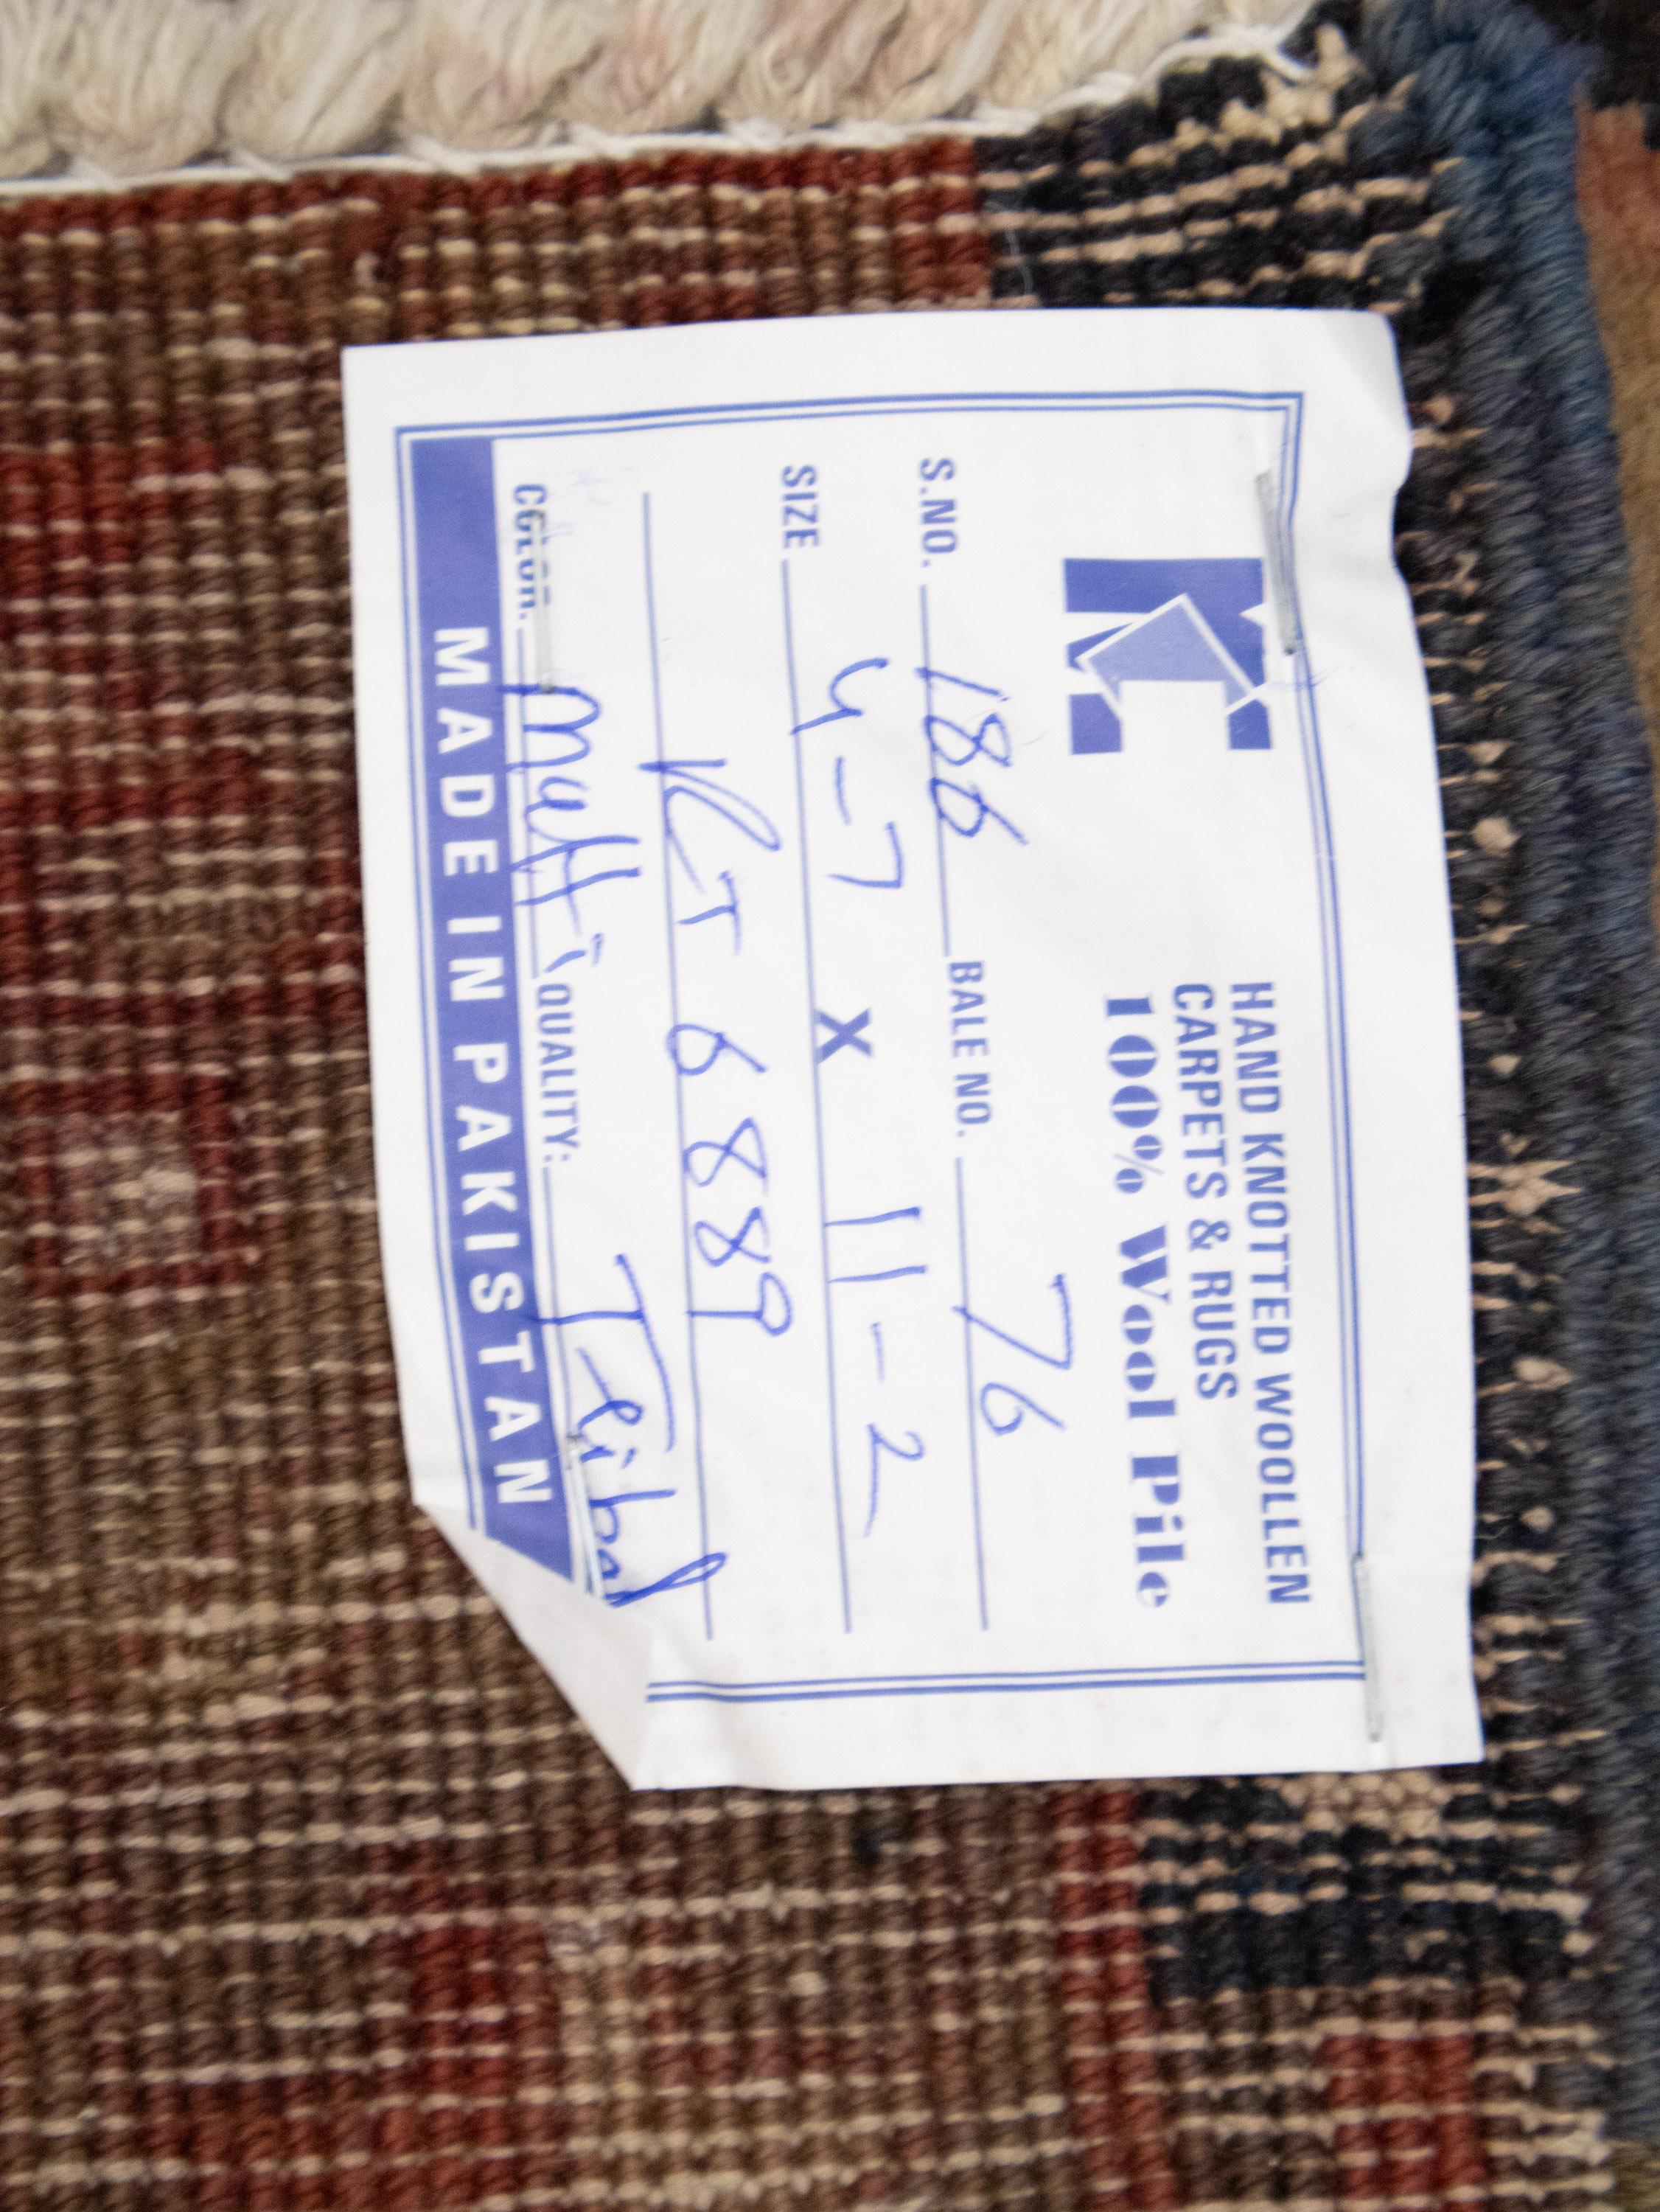 HAND KNOTTED WOOLLEN
CARPETS & RUGS
100% Wool Pile
S.NO. 186 BALE NO. 76
SIZE 4-7 X 11-2
KT 6889
COLOR: Multi QUALITY: Tribal
MADE IN PAKISTAN